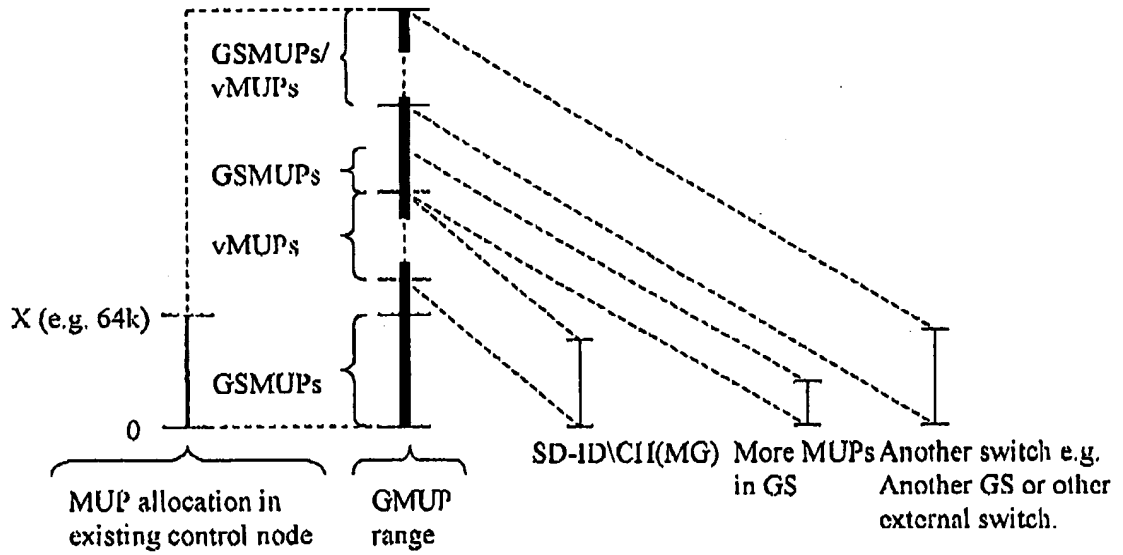 GSMUPs/
vMUPs
GSMUPs
vMUPs
X (e.g. 64k)
GSMUPs
0
SD-ID\CH(MG)
More MUPs
in GS
Another switch e.g.
Another GS or other
external switch.
MUP allocation in
existing control node
GMUP
range